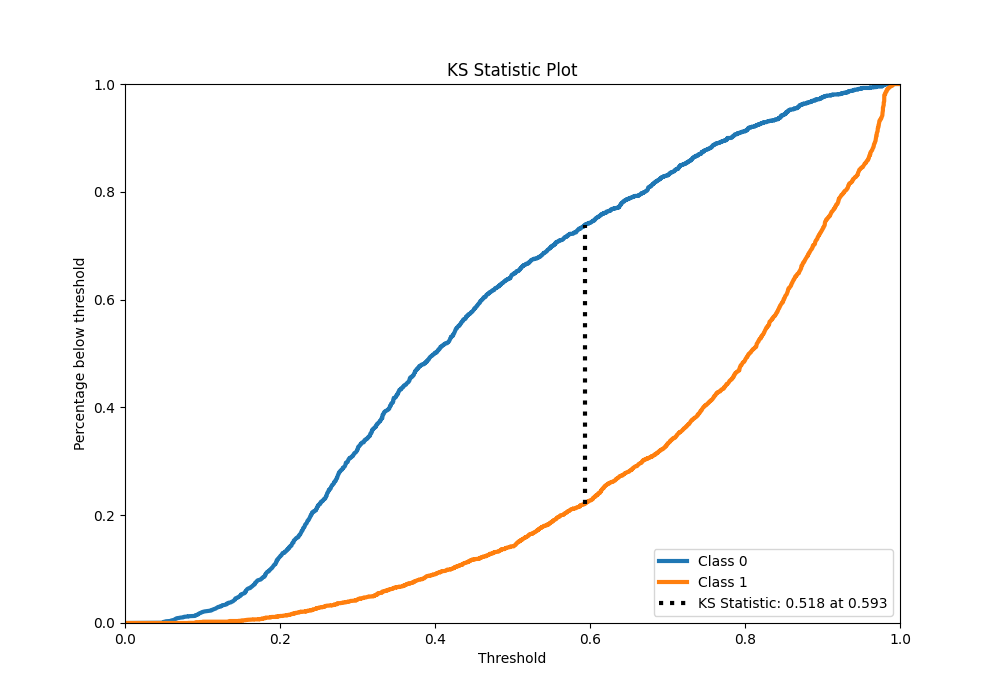 KS Statistic Plot
1.0
0.8
0.6
0.4
0.2
0.0
Percentage below threshold
Class 0
Class 1
KS Statistic: 0.518 at 0.593
0.0 0.2 0.4 0.6 0.8 1.0
Threshold